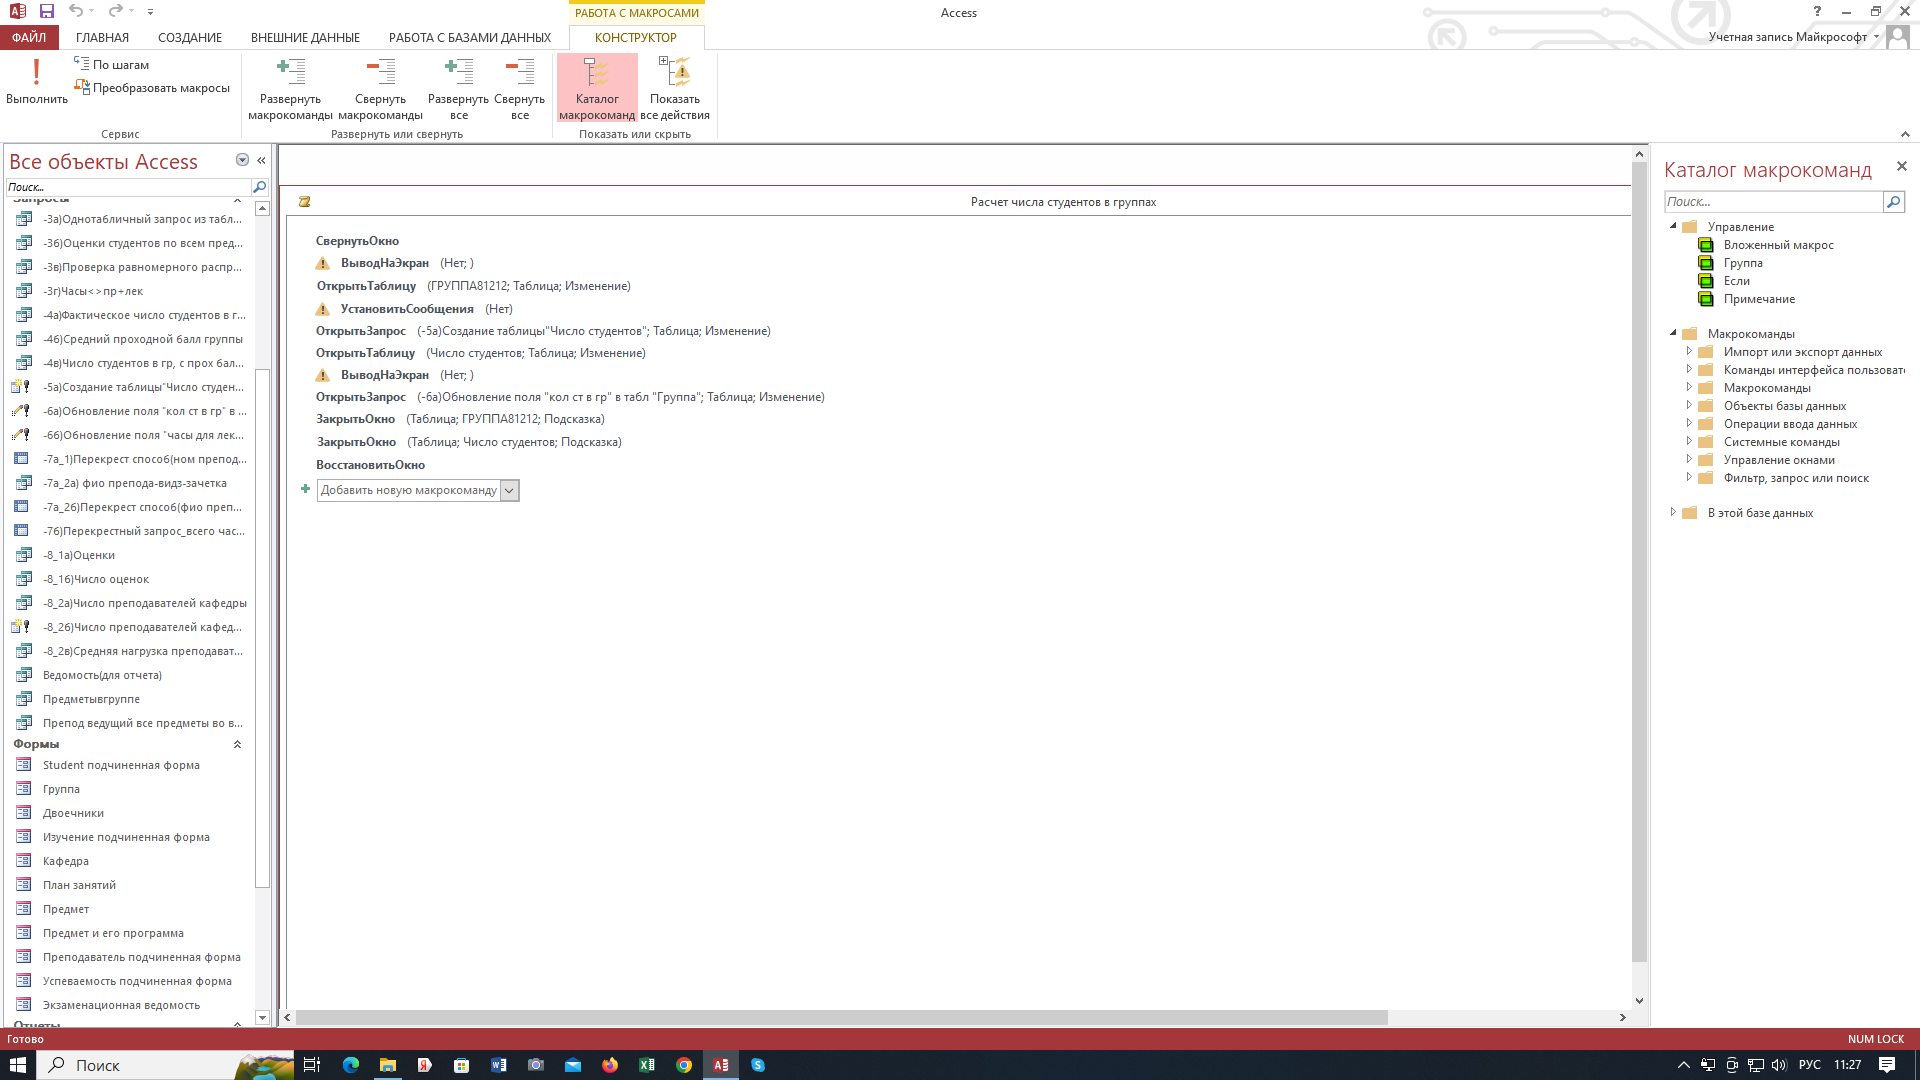 РАБОТА С МАКРОСАМИ
Access
ФАЙЛ ГЛАВНАЯ СОЗДАНИЕ ВНЕШНИЕ ДАННЫЕ РАБОТА С БАЗАМИ ДАННЫХ КОНСТРУКТОР
Учетная запись Майкрософт
Выполнить
По шагам
Преобразовать макросы
Сервис
Развернуть макрокоманды
Свернуть макрокоманды
Развернуть все
Свернуть все
Развернуть или свернуть
Каталог макрокоманд
Показать все действия
Показать или скрыть
Все объекты Access
Поиск...
Запросы
-3а)Однотабличный запрос из табл...
-3б)Оценки студентов по всем пред...
-3в)Проверка равномерного распр...
-3г)Часы<>пр+лек
-4а)Фактическое число студентов в г...
-4б)Средний проходной балл группы
-4в)Число студентов в гр, с прох бал...
-5а)Создание таблицы"Число студен...
-6а)Обновление поля "кол ст в гр" в ...
-6б)Обновление поля "часы для лек...
-7а_1)Перекрест способ(ном препод...
-7а_2а) фио препода-видз-зачетка
-7а_2б)Перекрест способ(фио преп...
-7б)Перекрестный запрос_всего час...
-8_1а)Оценки
-8_1б)Число оценок
-8_2а)Число преподавателей кафедры
-8_2б)Число преподавателей кафед...
-8_2в)Средняя нагрузка преподават...
Ведомость(для отчета)
Предметывгруппе
Препод ведущий все предметы во в...
Формы
Student подчиненная форма
Группа
Двоечники
Изучение подчиненная форма
Кафедра
План занятий
Предмет
Предмет и его программа
Преподаватель подчиненная форма
Успеваемость подчиненная форма
Экзаменационная ведомость
Отчеты
Расчет числа студентов в группах
СвернутьОкно
ВыводНаЭкран (Нет; )
ОткрытьТаблицу (ГРУППА81212; Таблица; Изменение)
УстановитьСообщения (Нет)
ОткрытьЗапрос (-5а)Создание таблицы"Число студентов"; Таблица; Изменение)
ОткрытьТаблицу (Число студентов; Таблица; Изменение)
ВыводНаЭкран (Нет; )
ОткрытьЗапрос (-6а)Обновление поля "кол ст в гр" в табл "Группа"; Таблица; Изменение)
ЗакрытьОкно (Таблица; ГРУППА81212; Подсказка)
ЗакрытьОкно (Таблица; Число студентов; Подсказка)
ВосстановитьОкно
Добавить новую макрокоманду
Каталог макрокоманд
Поиск...
Управление
Вложенный макрос
Группа
Если
Примечание
Макрокоманды
Импорт или экспорт данных
Команды интерфейса пользоват
Макрокоманды
Объекты базы данных
Операции ввода данных
Системные команды
Управление окнами
Фильтр, запрос или поиск
В этой базе данных
Готово
NUM LOCK
Поиск
РУС 11:27